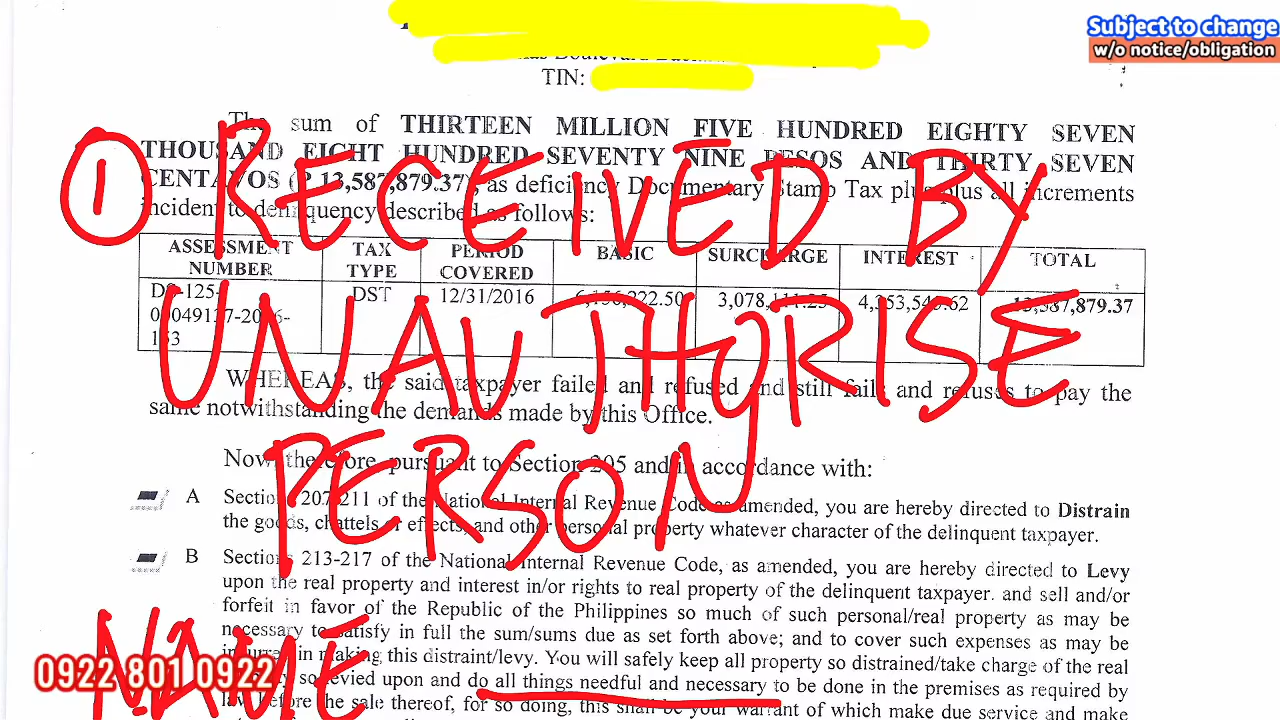 Subject to change
w/o notice/obligation
TIN:
The sum of THIRTEEN MILLION FIVE HUNDRED EIGHTY SEVEN
THOUSAND EIGHT HUNDRED SEVENTY NINE PESOS AND THIRTY SEVEN
CENTAVOS (P 13,587,879.37), as deficiency Documentary Stamp Tax plus plus all increments
incident to delinquency described as follows:
① RECEIVED BY
UNAUTHORISE
PERSON
NAME
ASSESSMENT NUMBER TAX TYPE PERIOD COVERED BASIC SURCHARGE INTEREST TOTAL
DST 12/31/2016 13,587,879.37
WHEREAS, the said taxpayer failed and refused and still fails and refuses to pay the
same notwithstanding the demands made by this Office.
Now, therefore, pursuant to Section 205 and in accordance with:
A Sections 207-211 of the National Internal Revenue Code as amended, you are hereby directed to Distrain
the goods, chattels or effects, and other personal property whatever character of the delinquent taxpayer.
B Sections 213-217 of the National Internal Revenue Code, as amended, you are hereby directed to Levy
upon the real property and interest in/or rights to real property of the delinquent taxpayer. and sell and/or
forfeit in favor of the Republic of the Philippines so much of such personal/real property as may be
necessary to satisfy in full the sum/sums due as set forth above; and to cover such expenses as may be
in making this distraint/levy. You will safely keep all property so distrained/take charge of the real
so levied upon and do all things needful and necessary to be done in the premises as required by
law before the sale thereof, for so doing, this shall be your warrant of which make due service and make
0922 801 0922